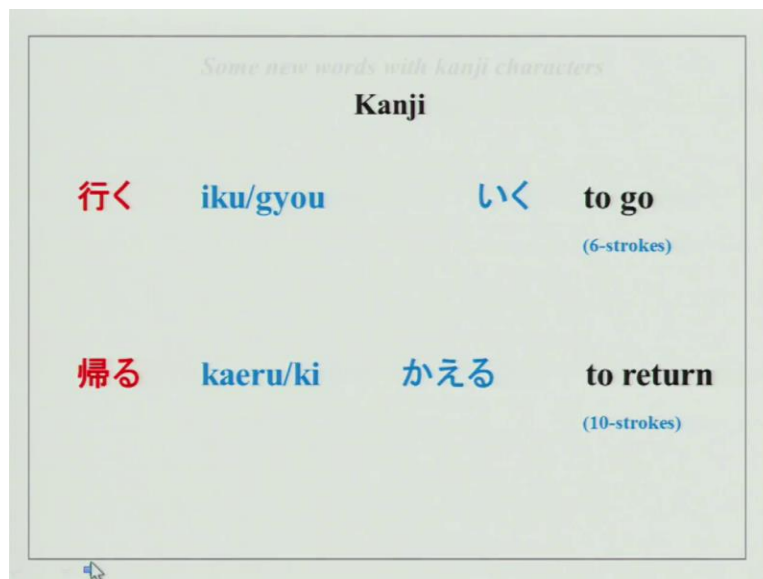 Some new words with kanji characters
Kanji
行く iku/gyou いく to go
(6-strokes)
帰る kaeru/ki かえる to return
(10-strokes)